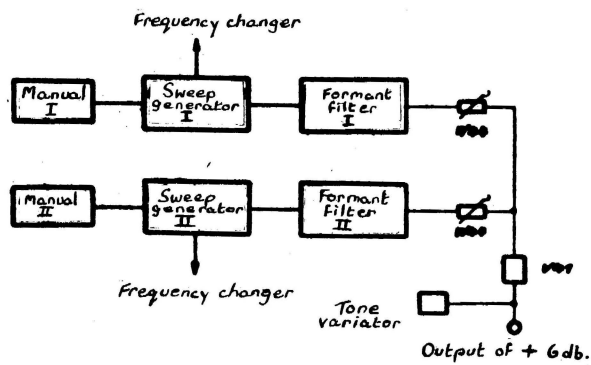 Frequency changer
Manual
I
Sweep
generator
I
Formant
filter
I
Manual
II
Sweep
generator
II
Formant
filter
II
Frequency changer
Tone
variator
Output of + 6db.